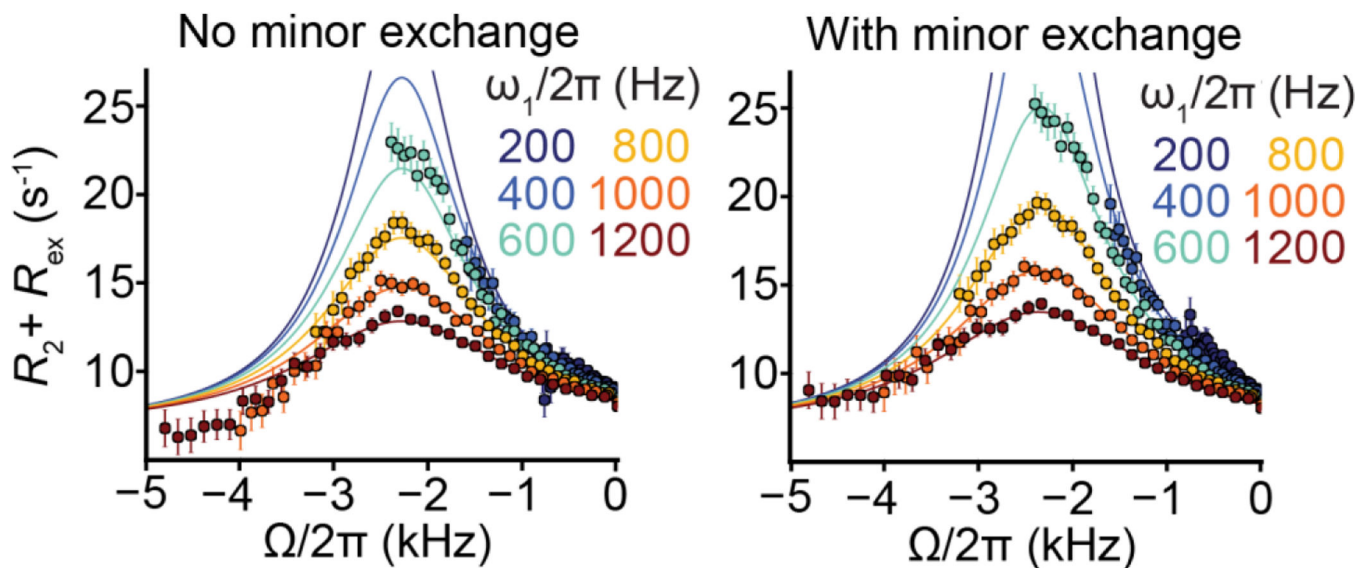 No minor exchange
25
20
15
10
R₂ + Rₑₓ (s⁻¹)
ω₁/2π (Hz)
200 800
400 1000
600 1200
−5 −4 −3 −2 −1 0
Ω/2π (kHz)
With minor exchange
25
20
15
10
ω₁/2π (Hz)
200 800
400 1000
600 1200
−5 −4 −3 −2 −1 0
Ω/2π (kHz)